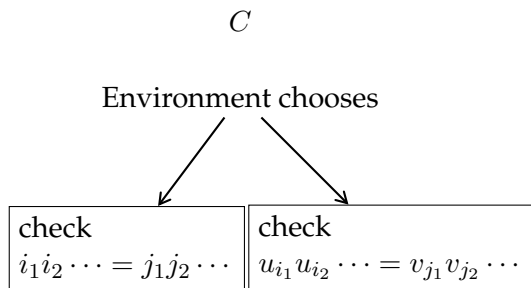 C
Environment chooses
check
i₁i₂ ⋯ = j₁j₂ ⋯
check
u_{i₁}u_{i₂} ⋯ = v_{j₁}v_{j₂} ⋯